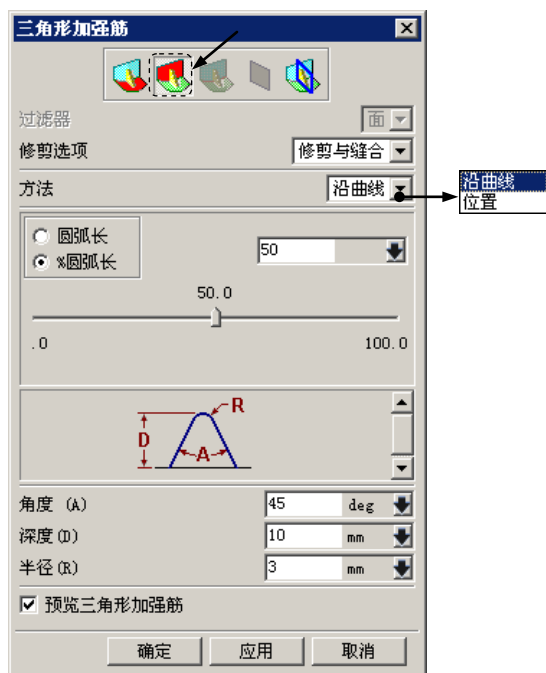 三角形加强筋
过滤器 面
修剪选项 修剪与缝合
方法 沿曲线
沿曲线
位置
圆弧长
%圆弧长
50
50.0
.0 100.0
R
D
A
角度 (A) 45 deg
深度(D) 10 mm
半径(R) 3 mm
预览三角形加强筋
确定 应用 取消